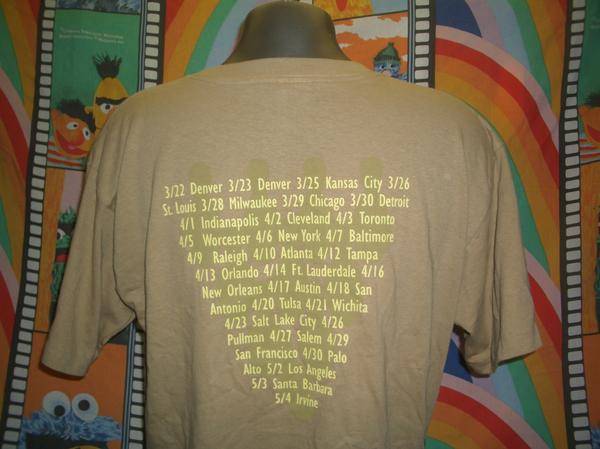 3/22 Denver 3/23 Denver 3/25 Kansas City 3/26
St. Louis 3/28 Milwaukee 3/29 Chicago 3/30 Detroit
4/1 Indianapolis 4/2 Cleveland 4/3 Toronto
4/5 Worcester 4/6 New York 4/7 Baltimore
4/9 Raleigh 4/10 Atlanta 4/12 Tampa
4/13 Orlando 4/14 Ft. Lauderdale 4/16
New Orleans 4/17 Austin 4/18 San
Antonio 4/20 Tulsa 4/21 Wichita
4/23 Salt Lake City 4/26
Pullman 4/27 Salem 4/29
San Francisco 4/30 Palo
Alto 5/2 Los Angeles
5/3 Santa Barbara
5/4 Irvine